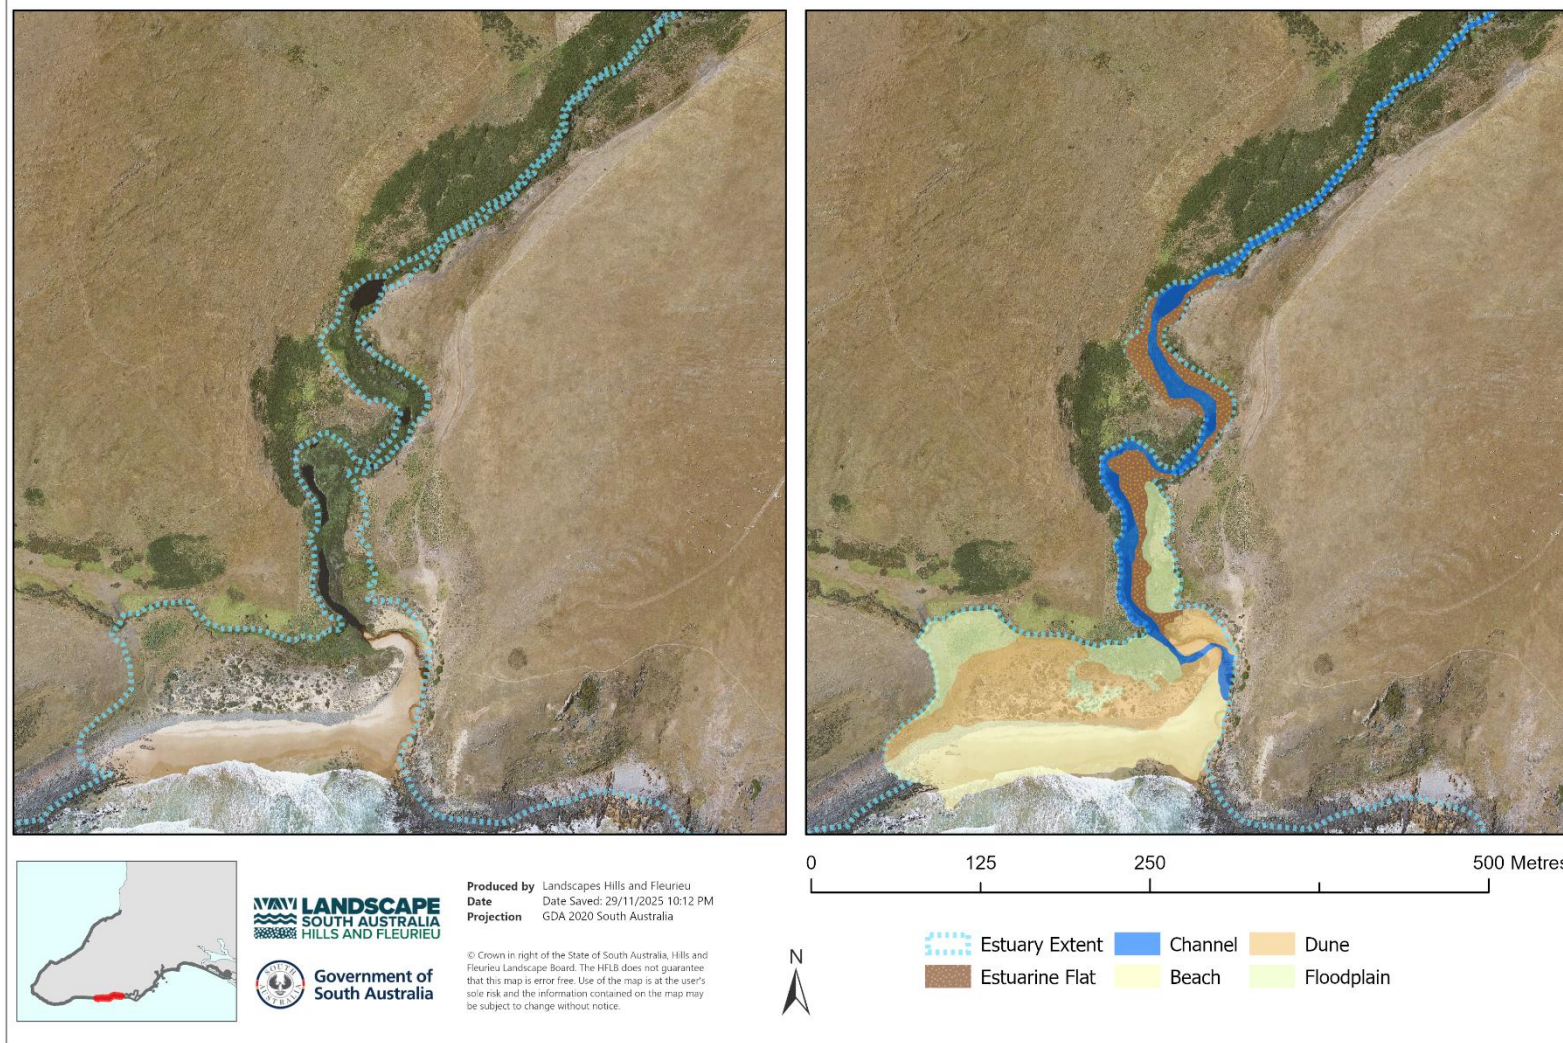 0 125 250 500 Metres
LANDSCAPE
SOUTH AUSTRALIA
HILLS AND FLEURIEU
SOUTH
AUSTRALIA
Government of
South Australia
Produced by Landscapes Hills and Fleurieu
Date Date Saved: 29/11/2025 10:12 PM
Projection GDA 2020 South Australia
© Crown in right of the State of South Australia, Hills and
Fleurieu Landscape Board. The HFLB does not guarantee
that this map is error free. Use of the map is at the user's
sole risk and the information contained on the map may
be subject to change without notice.
N
Estuary Extent Channel Dune
Estuarine Flat Beach Floodplain